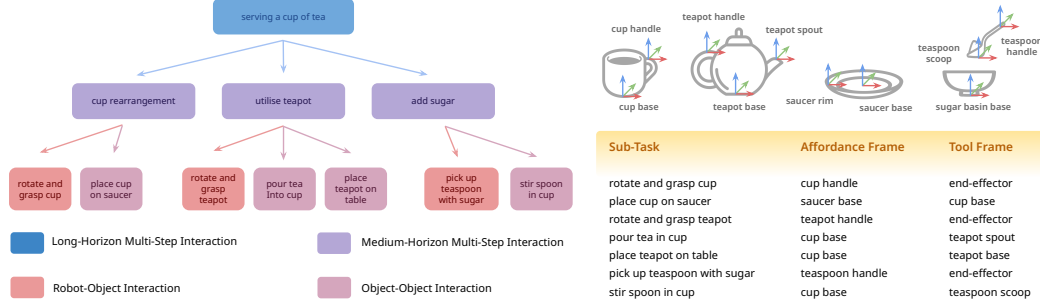 serving a cup of tea
cup rearrangement
utilise teapot
add sugar
rotate and
grasp cup
place cup
on saucer
rotate and
grasp
teapot
pour tea
Into cup
place
teapot on
table
pick up
teaspoon
with sugar
stir spoon
in cup
Long-Horizon Multi-Step Interaction
Medium-Horizon Multi-Step Interaction
Robot-Object Interaction
Object-Object Interaction
cup handle
teapot handle
teapot spout
teaspoon
scoop
teaspoon
handle
cup base
teapot base
saucer rim
saucer base
sugar basin base
Sub-Task Affordance Frame Tool Frame
rotate and grasp cup cup handle end-effector
place cup on saucer saucer base cup base
rotate and grasp teapot teapot handle end-effector
pour tea in cup cup base teapot spout
place teapot on table cup base teapot base
pick up teaspoon with sugar teaspoon handle end-effector
stir spoon in cup cup base teaspoon scoop